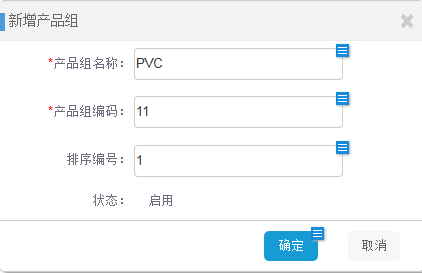 新增产品组
*产品组名称： PVC
*产品组编码： 11
排序编号： 1
状态： 启用
确定 取消